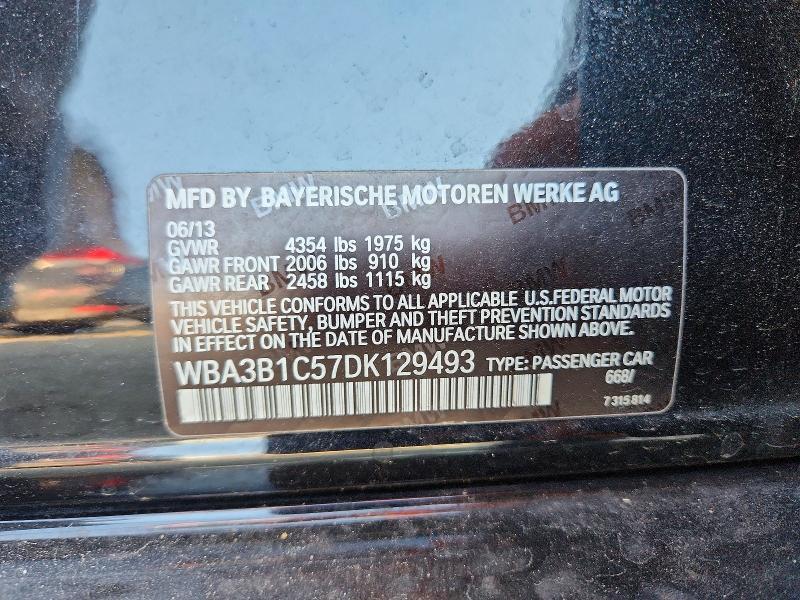 MFD BY BAYERISCHE MOTOREN WERKE AG
06/13
GVWR 4354 lbs 1975 kg
GAWR FRONT 2006 lbs 910 kg
GAWR REAR 2458 lbs 1115 kg
THIS VEHICLE CONFORMS TO ALL APPLICABLE U.S.FEDERAL MOTOR
VEHICLE SAFETY, BUMPER AND THEFT PREVENTION STANDARDS
IN EFFECT ON THE DATE OF MANUFACTURE SHOWN ABOVE.
WBA3B1C57DK129493 TYPE: PASSENGER CAR
668/
7315814